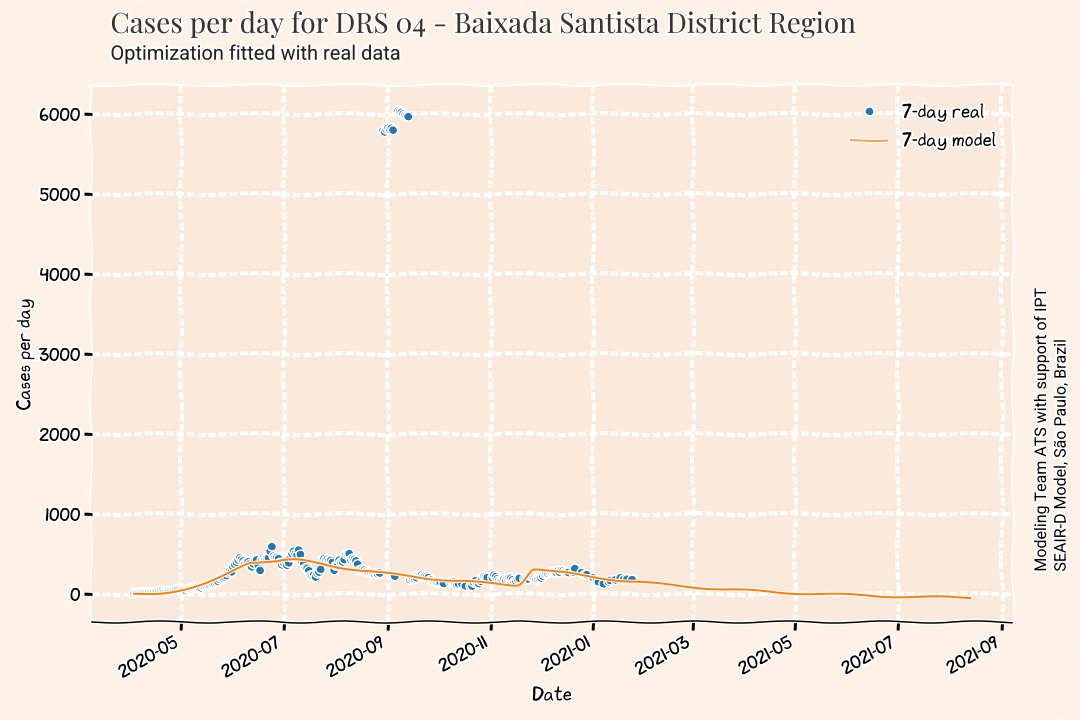 Cases per day for DRS 04 - Baixada Santista District Region
Optimization fitted with real data
7-day real
7-day model
6000
5000
4000
3000
2000
1000
0
Cases per day
2020-05
2020-07
2020-09
2020-11
2021-01
2021-03
2021-05
2021-07
2021-09
Date
Modeling Team ATS with support of IPT
SEAIR-D Model, São Paulo, Brazil